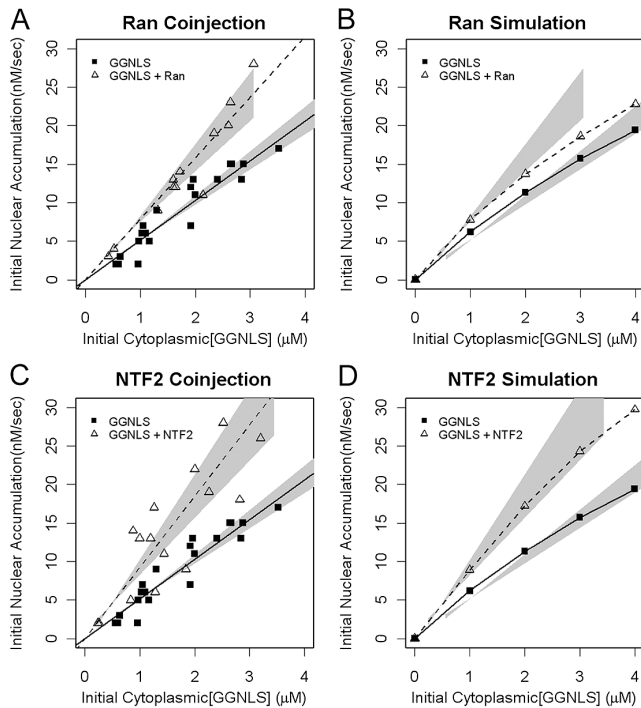 A
Ran Coinjection
GGNLS
GGNLS + Ran
Initial Nuclear Accumulation(nM/sec)
0 5 10 15 20 25 30
0 1 2 3 4
Initial Cytoplasmic[GGNLS] (μM)
B
Ran Simulation
GGNLS
GGNLS + Ran
Initial Nuclear Accumulation(nM/sec)
0 5 10 15 20 25 30
0 1 2 3 4
Initial Cytoplasmic[GGNLS] (μM)
C
NTF2 Coinjection
GGNLS
GGNLS + NTF2
Initial Nuclear Accumulation(nM/sec)
0 5 10 15 20 25 30
0 1 2 3 4
Initial Cytoplasmic[GGNLS] (μM)
D
NTF2 Simulation
GGNLS
GGNLS + NTF2
Initial Nuclear Accumulation(nM/sec)
0 5 10 15 20 25 30
0 1 2 3 4
Initial Cytoplasmic[GGNLS] (μM)